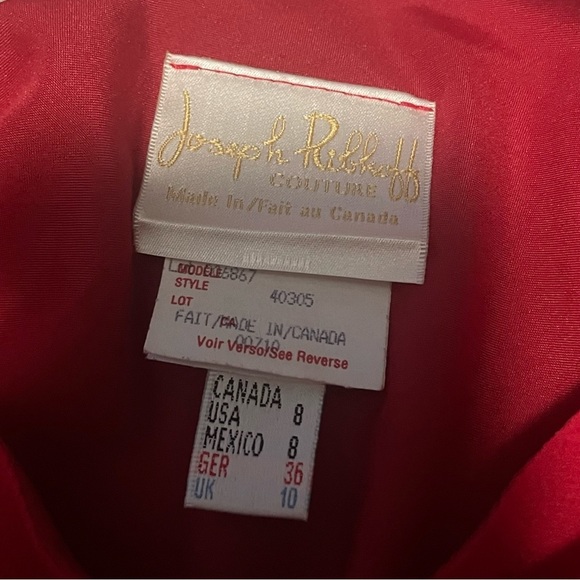 Joseph Ribkoff
COUTURE
Made In/Fait au Canada
MODELE
STYLE 40305
LOT
FAIT/MADE IN/CANADA
Voir Verso/See Reverse
CANADA 8
USA
MEXICO 8
GER 36
UK 10